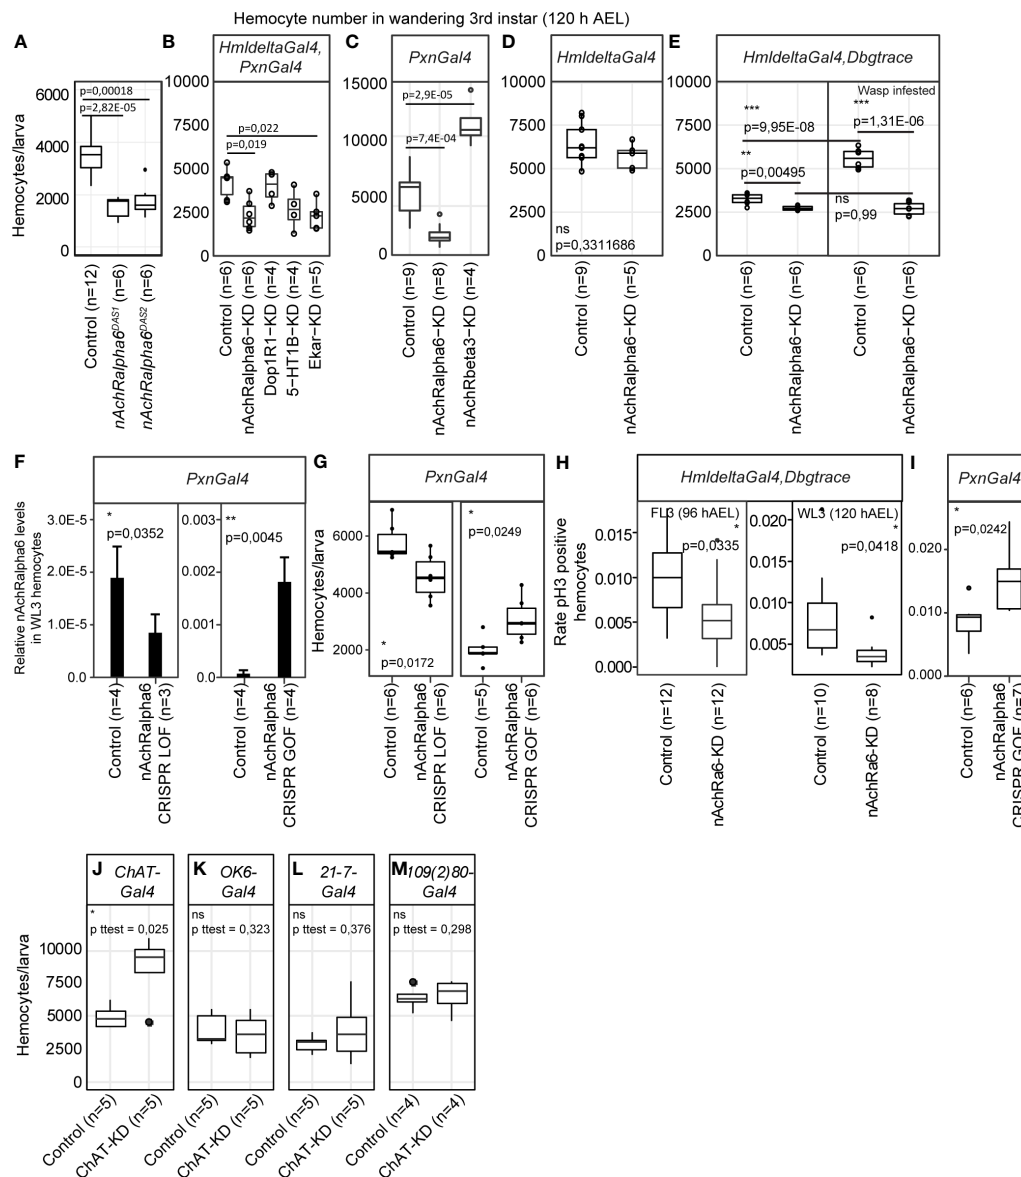 Hemocyte number in wandering 3rd instar (120 h AEL)
A
Hemocytes/larva
6000
4000
2000
0
p=0,00018
p=2,82E-05
Control (n=12)
nAchRalpha6DAS1 (n=6)
nAchRalpha6DAS2 (n=6)
B
HmldeltaGal4,
PxnGal4
10000
7500
5000
2500
0
p=0,022
p=0,019
Control (n=6)
nAchRalpha6−KD (n=6)
Dop1R1−KD (n=4)
5−HT1B−KD (n=4)
Ekar−KD (n=5)
C
PxnGal4
15000
10000
5000
0
p=2,9E-05
p=7,4E-04
Control (n=9)
nAchRalpha6−KD (n=8)
nAchRbeta3−KD (n=4)
D
HmldeltaGal4
10000
7500
5000
2500
0
ns
p=0,3311686
Control (n=9)
nAchRalpha6−KD (n=5)
E
HmldeltaGal4,Dbgtrace
10000
7500
5000
2500
0
Wasp infested
***
p=9,95E-08
***
p=1,31E-06
**
p=0,00495
ns
p=0,99
Control (n=6)
nAchRalpha6−KD (n=6)
Control (n=6)
nAchRalpha6−KD (n=6)
F
PxnGal4
Relative nAchRalpha6 levels
in WL3 hemocytes
3.0E-5
2.0E-5
1.0E-5
0.0
*
p=0,0352
Control (n=4)
nAchRalpha6
CRISPR LOF (n=3)
0.003
0.002
0.001
0.0
**
p=0,0045
Control (n=4)
nAchRalpha6
CRISPR GOF (n=4)
G
PxnGal4
Hemocytes/larva
6000
4000
2000
*
p=0,0172
*
p=0,0249
Control (n=6)
nAchRalpha6
CRISPR LOF (n=6)
Control (n=5)
nAchRalpha6
CRISPR GOF (n=6)
H
HmldeltaGal4,Dbgtrace
Rate pH3 positive
hemocytes
0.015
0.010
0.005
0.000
FL3 (96 hAEL)
*
p=0,0335
Control (n=12)
nAchRa6-KD (n=12)
0.020
0.015
0.010
0.005
WL3 (120 hAEL)
*
p=0,0418
Control (n=10)
nAchRa6-KD (n=8)
I
PxnGal4
0.020
0.010
0.000
*
p=0,0242
Control (n=6)
nAchRalpha6
CRISPR GOF (n=7)
J
ChAT-
Gal4
Hemocytes/larva
10000
7500
5000
2500
0
*
p ttest = 0,025
Control (n=5)
ChAT-KD (n=5)
K
OK6-
Gal4
ns
p ttest = 0,323
Control (n=5)
ChAT-KD (n=5)
L
21-7-
Gal4
ns
p ttest = 0,376
Control (n=5)
ChAT-KD (n=5)
M
109(2)80-
Gal4
ns
p ttest = 0,298
Control (n=4)
ChAT-KD (n=4)